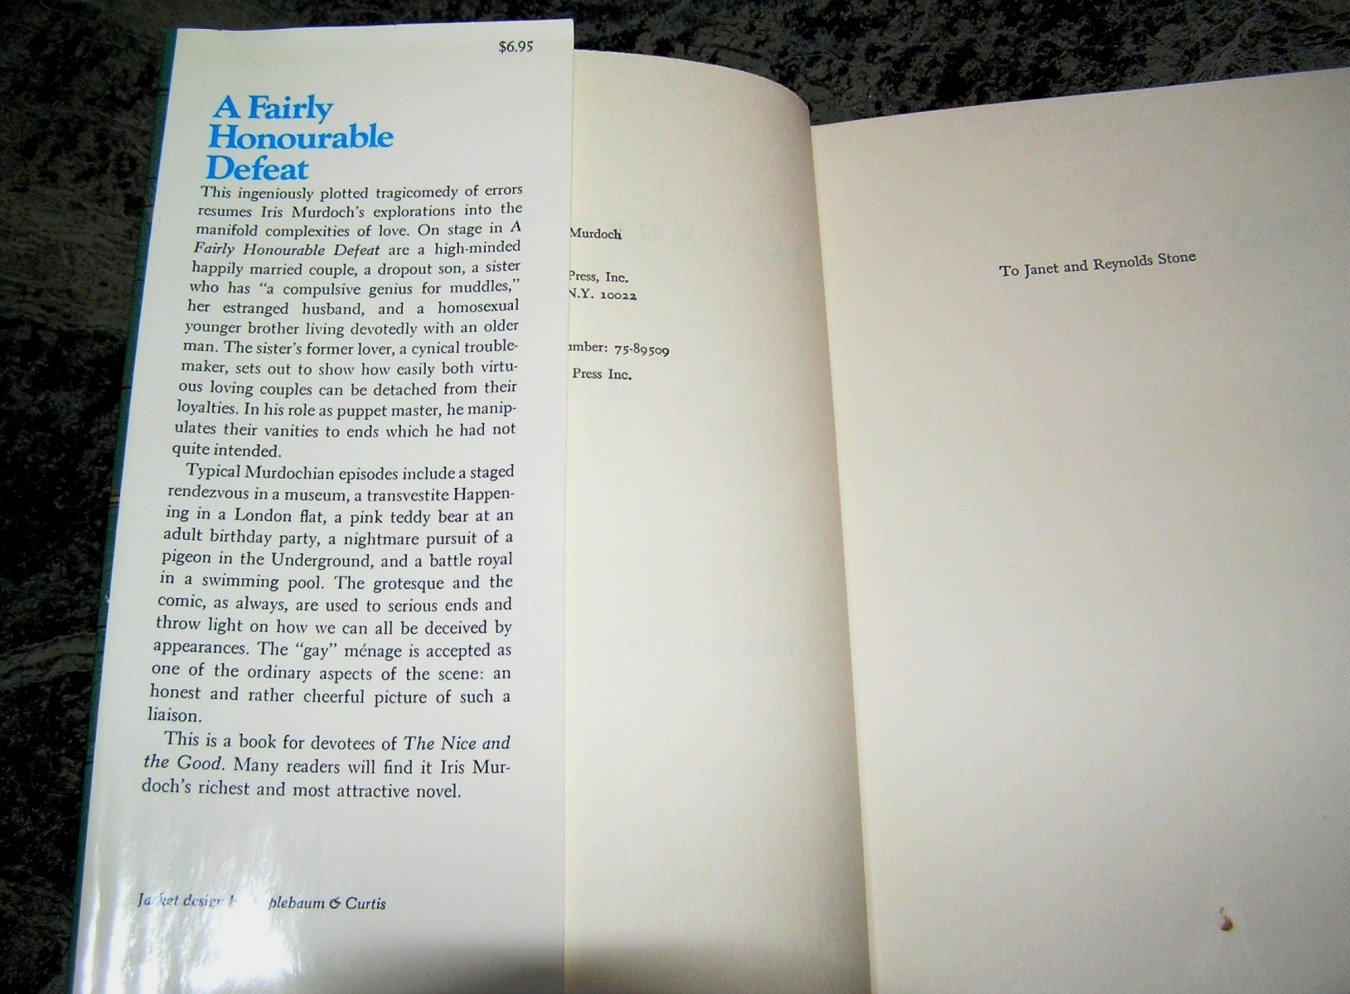 $6.95
A Fairly
Honourable
Defeat
This ingeniously plotted tragicomedy of errors
resumes Iris Murdoch's explorations into the
manifold complexities of love. On stage in A
Fairly Honourable Defeat are a high-minded
happily married couple, a dropout son, a sister
who has "a compulsive genius for muddles,"
her estranged husband, and a homosexual
younger brother living devotedly with an older
man. The sister's former lover, a cynical trouble-
maker, sets out to show how easily both virtu-
ous loving couples can be detached from their
loyalties. In his role as puppet master, he manip-
ulates their vanities to ends which he had not
quite intended.
Typical Murdochian episodes include a staged
rendezvous in a museum, a transvestite Happen-
ing in a London flat, a pink teddy bear at an
adult birthday party, a nightmare pursuit of a
pigeon in the Underground, and a battle royal
in a swimming pool. The grotesque and the
comic, as always, are used to serious ends and
throw light on how we can all be deceived by
appearances. The "gay" ménage is accepted as
one of the ordinary aspects of the scene: an
honest and rather cheerful picture of such a
liaison.
This is a book for devotees of The Nice and
the Good. Many readers will find it Iris Mur-
doch's richest and most attractive novel.
Jacket design plebaum & Curtis
Murdoch
Press, Inc.
N.Y. 10022
mber: 75-89509
Press Inc.
To Janet and Reynolds Stone